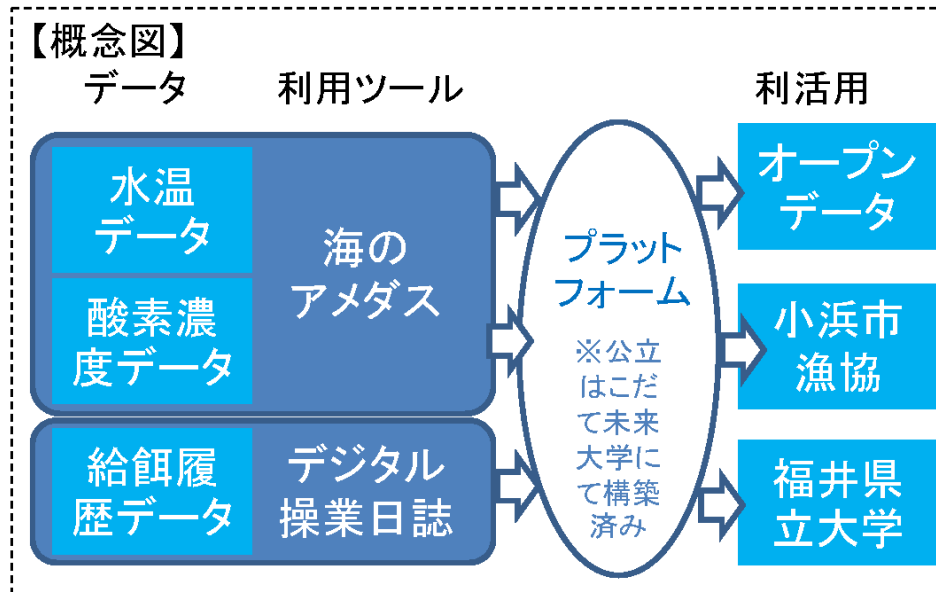 【概念図】
データ
利用ツール
利活用
水温
データ
酸素濃
度データ
海の
アメダス
給餌履
歴データ
デジタル
操業日誌
プラット
フォーム
※公立
はこだ
て未来
大学に
て構築
済み
オープン
データ
小浜市
漁協
福井県
立大学